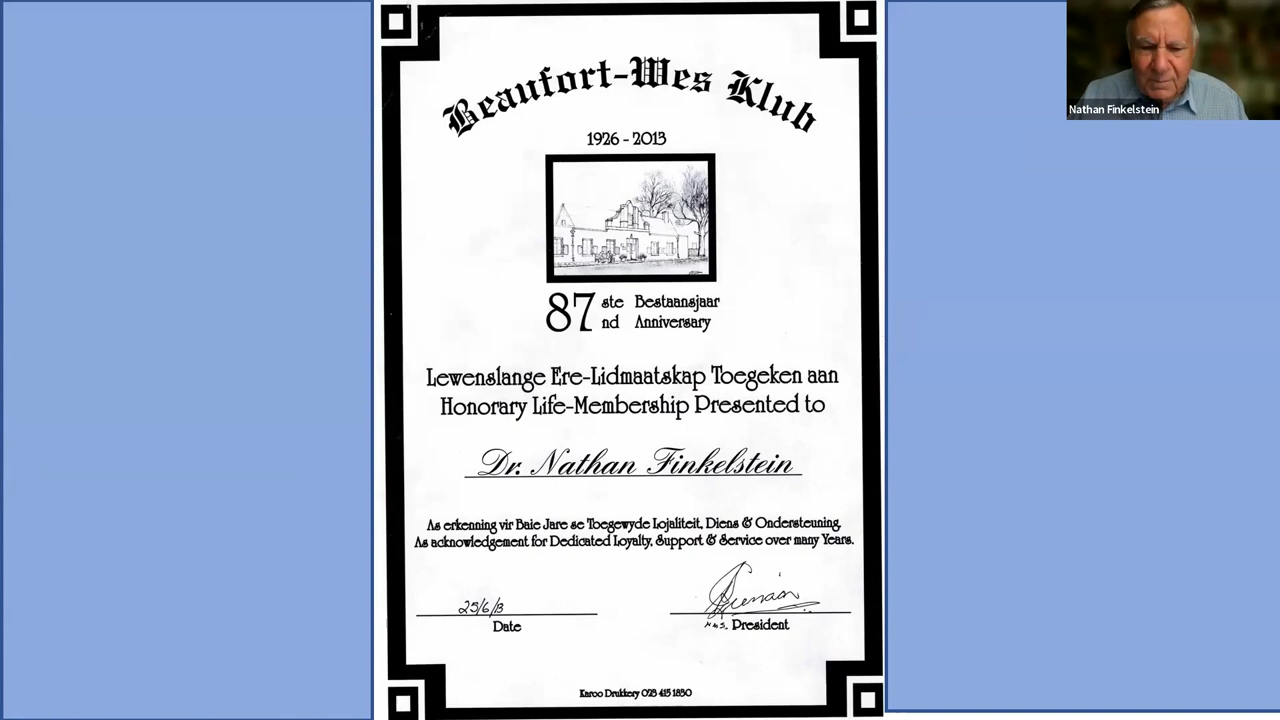 Beaufort-Wes Klub
1926 - 2013
87 ste Bestaansjaar
nd Anniversary
Lewenslange Ere-Lidmaatskap Toegeken aan
Honorary Life-Membership Presented to
Dr. Nathan Finkelstein
As erkenning vir Baie Jare se Toegewyde Lojaliteit, Diens & Ondersteuning.
As acknowledgement for Dedicated Loyalty, Support & Service over many Years.
25/6/13
Date
President
Karoo Drukkery 023 415 1830
Nathan Finkelstein